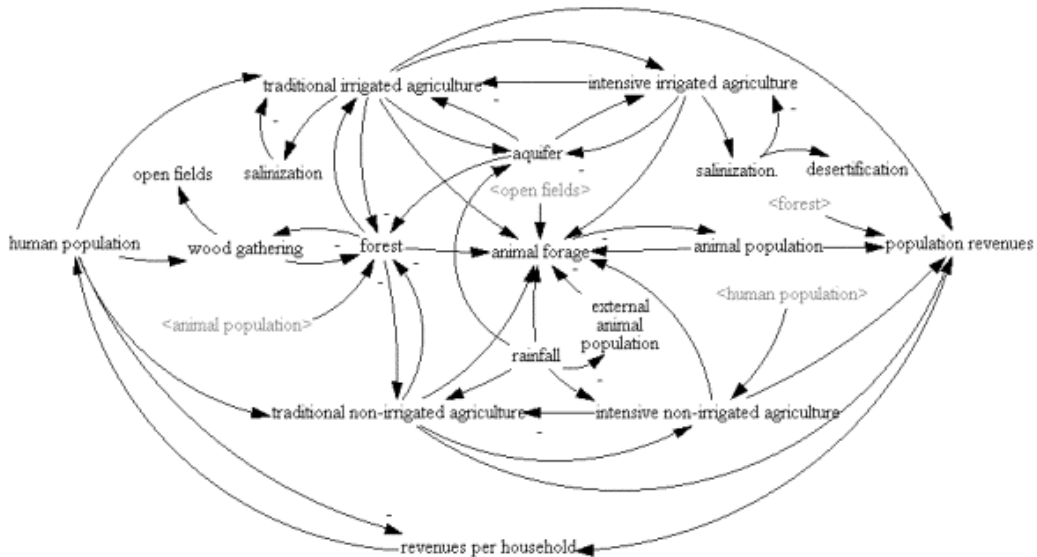 traditional irrigated agriculture
intensive irrigated agriculture
aquifer
open fields
salinization
salinization
desertification
<open fields>
<forest>
human population
wood gathering
forest
animal forage
animal population
population revenues
<animal population>
external
animal
population
<human population>
rainfall
traditional non-irrigated agriculture
intensive non-irrigated agriculture
revenues per household